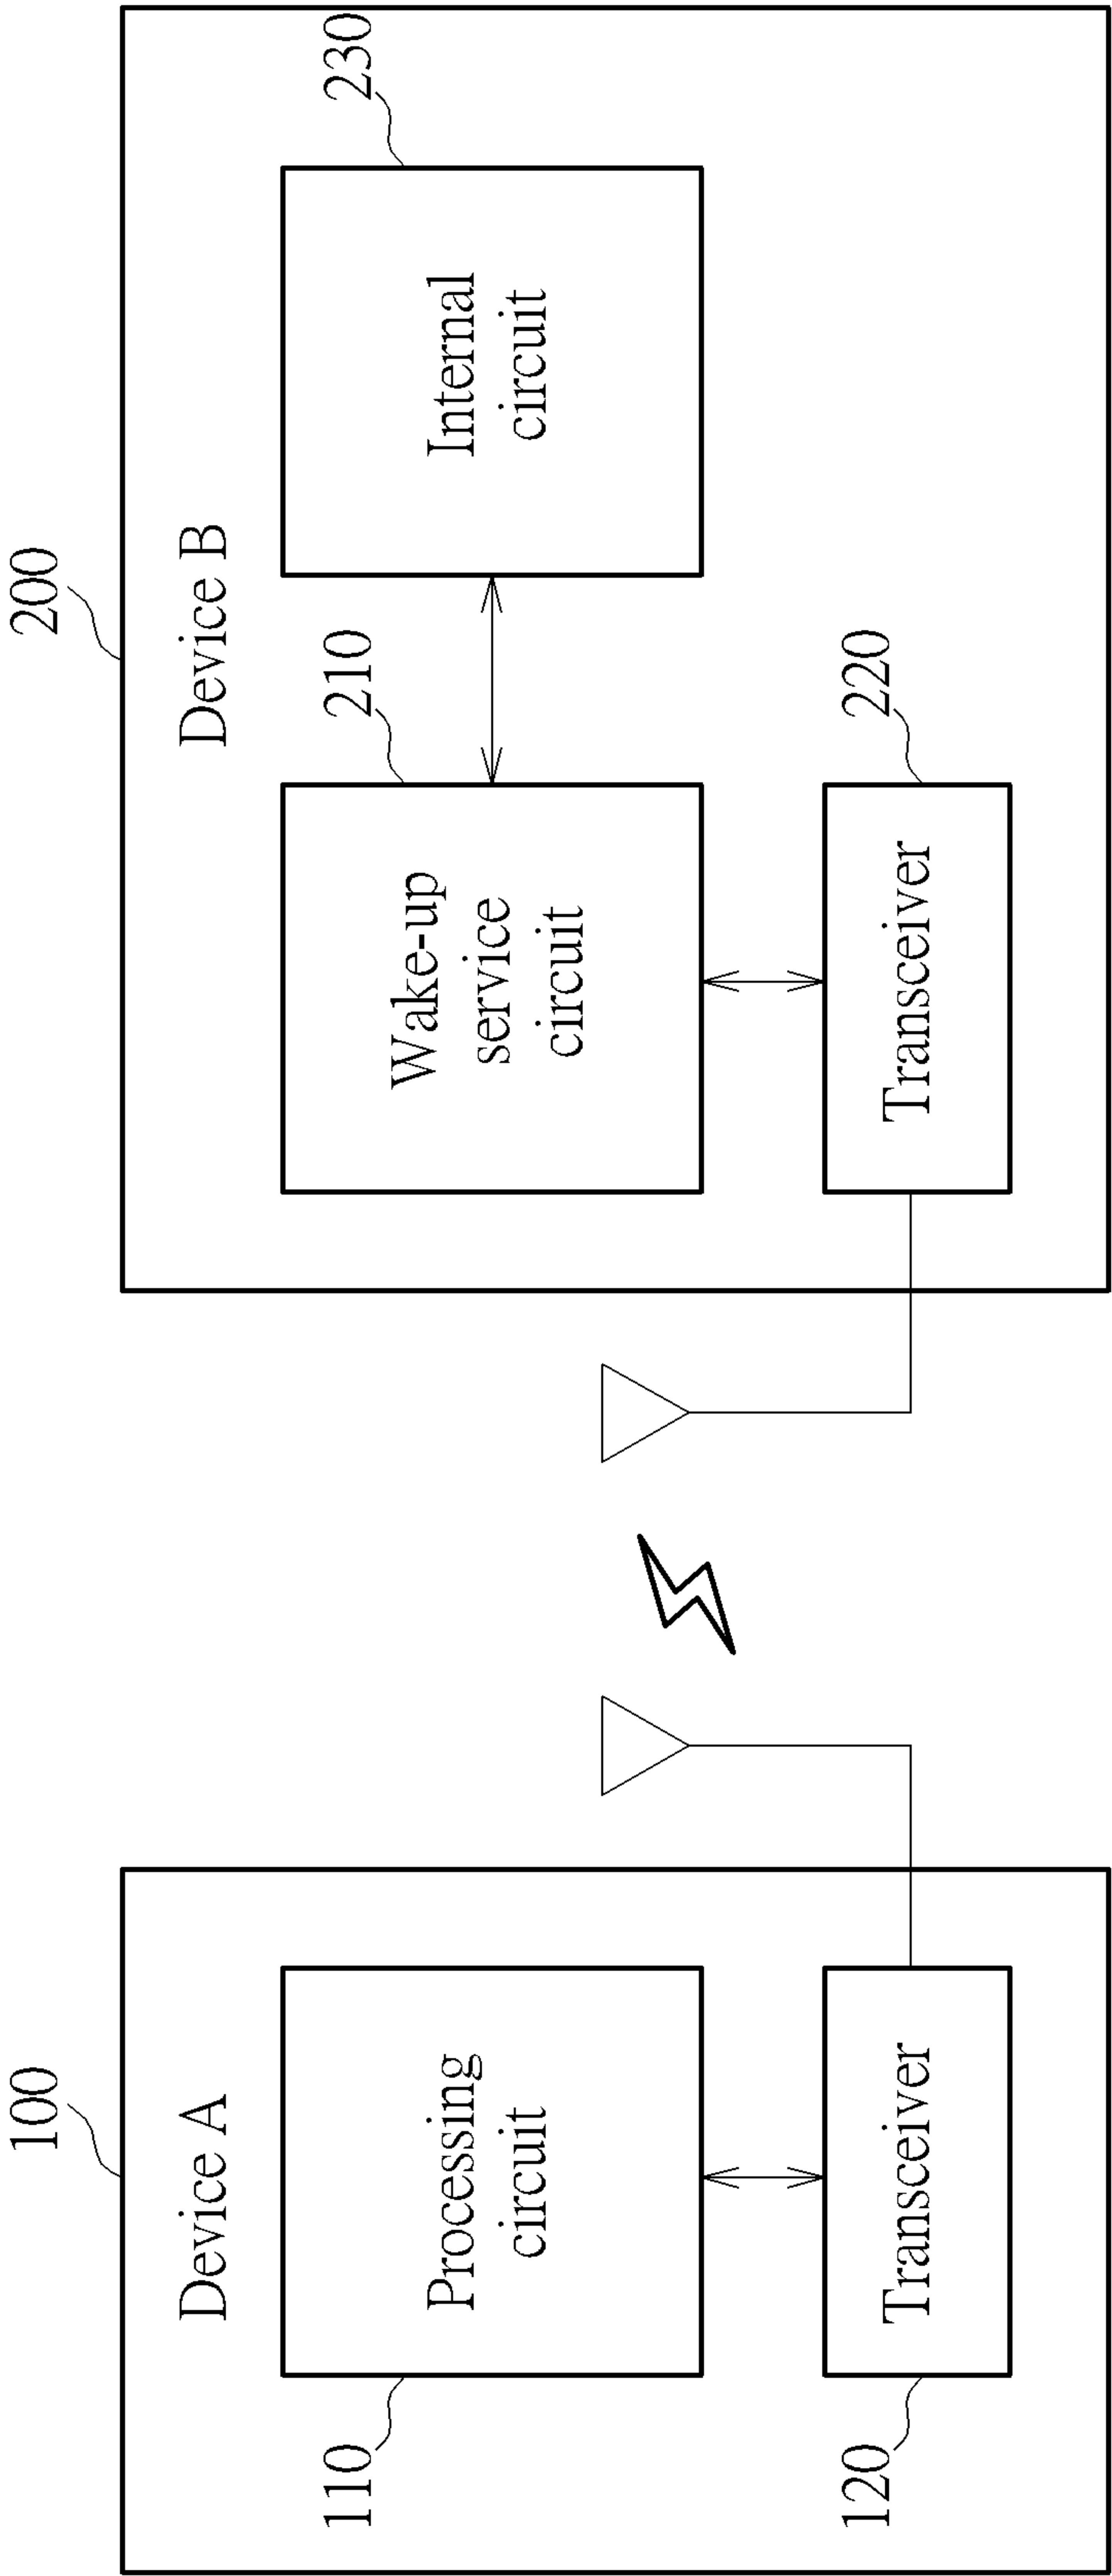 100
Device A
110
Processing
circuit
120
Transceiver
200
Device B
210
Wake-up
service
circuit
230
Internal
circuit
220
Transceiver